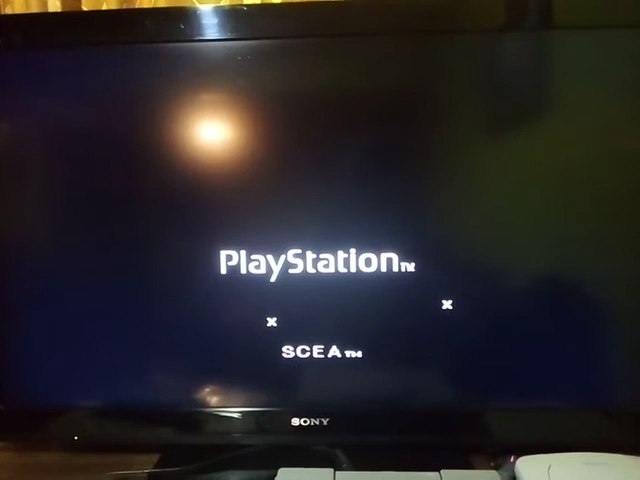 PlayStation™
x
x
SCEA™
SONY